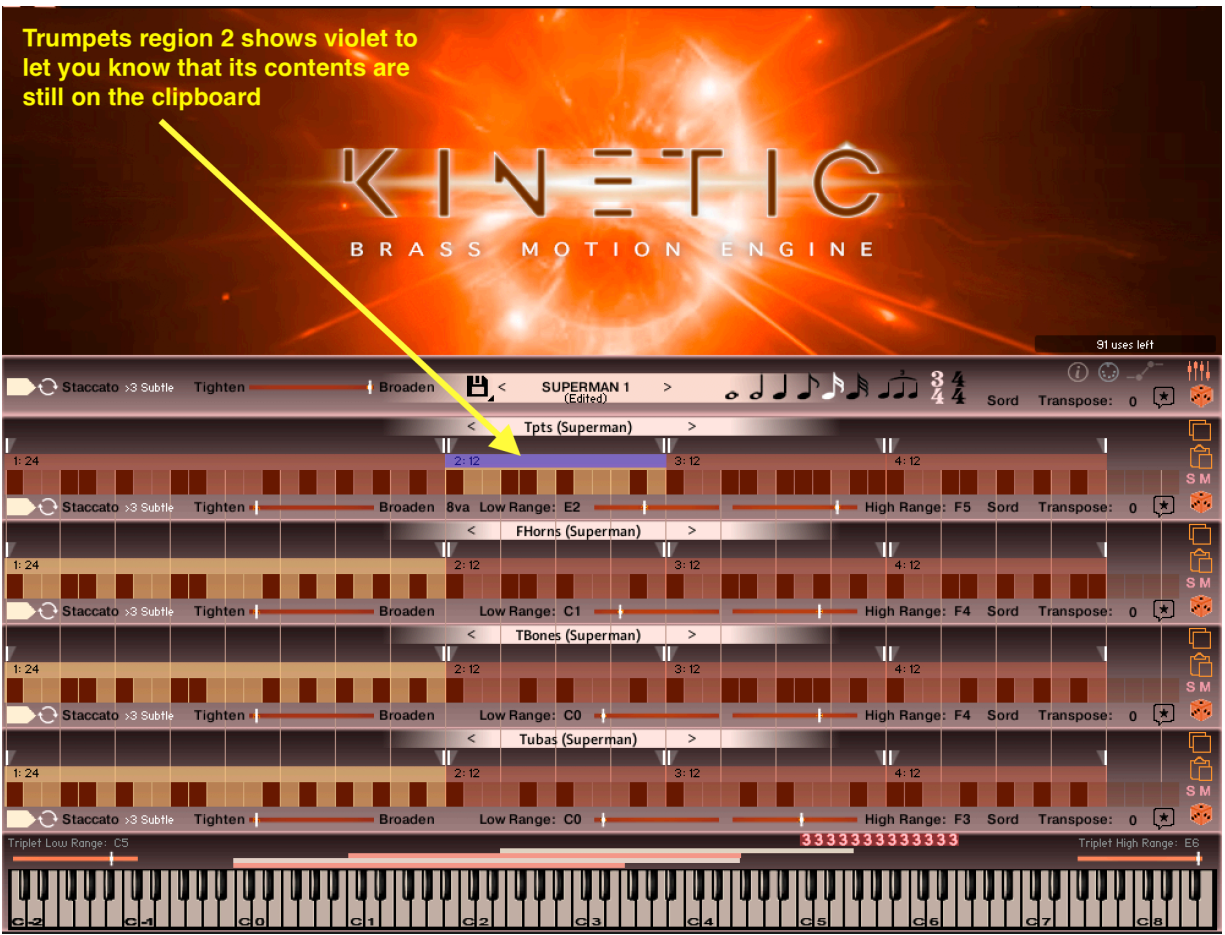 Trumpets region 2 shows violet to
let you know that its contents are
still on the clipboard
KINETIC
BRASS MOTION ENGINE
91 uses left
Staccato >3 Subtle Tighten Broaden < SUPERMAN 1 > 3 3 4 4 4 Sord Transpose: 0
(Edited)
< Tpts (Superman) >
1: 24 2: 12 3: 12 4: 12
S M
Staccato >3 Subtle Tighten Broaden 8va Low Range: E2 High Range: F5 Sord Transpose: 0
< FHorns (Superman) >
1: 24 2: 12 3: 12 4: 12
S M
Staccato >3 Subtle Tighten Broaden Low Range: C1 High Range: F4 Sord Transpose: 0
< TBones (Superman) >
1: 24 2: 12 3: 12 4: 12
S M
Staccato >3 Subtle Tighten Broaden Low Range: C0 High Range: F4 Sord Transpose: 0
< Tubas (Superman) >
1: 24 2: 12 3: 12 4: 12
S M
Staccato >3 Subtle Tighten Broaden Low Range: C0 High Range: F3 Sord Transpose: 0
Triplet Low Range: C5 3333333333333 Triplet High Range: E6
C-2 C-1 C0 C1 C2 C3 C4 C5 C6 C7 C8